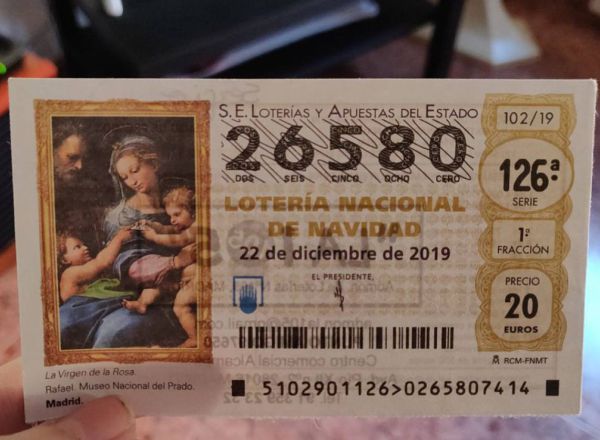 S.E. LOTERÍAS Y APUESTAS DEL ESTADO
26580
DOS SEIS CINCO OCHO CERO
LOTERÍA NACIONAL
DE NAVIDAD
22 de diciembre de 2019
EL PRESIDENTE,
102/19
126ª
SERIE
1ª
FRACCIÓN
PRECIO
20
EUROS
RCM-FNMT
La Virgen de la Rosa.
Rafael. Museo Nacional del Prado.
Madrid.
5102901126>0265807414